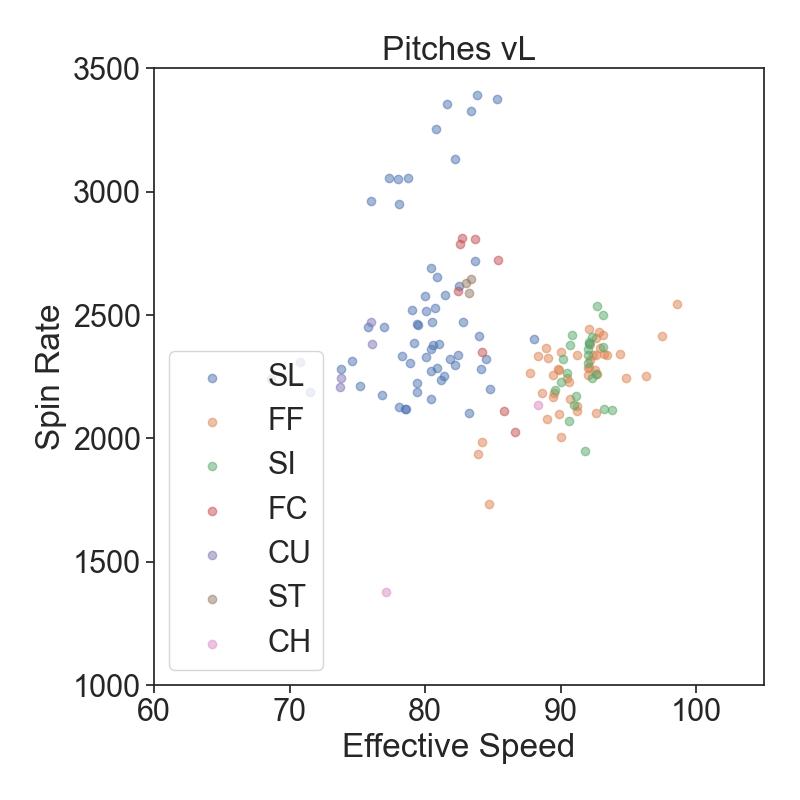 Pitches vL
3500
3000
2500
2000
1500
1000
Spin Rate
SL
FF
SI
FC
CU
ST
CH
60
70
80
90
100
Effective Speed